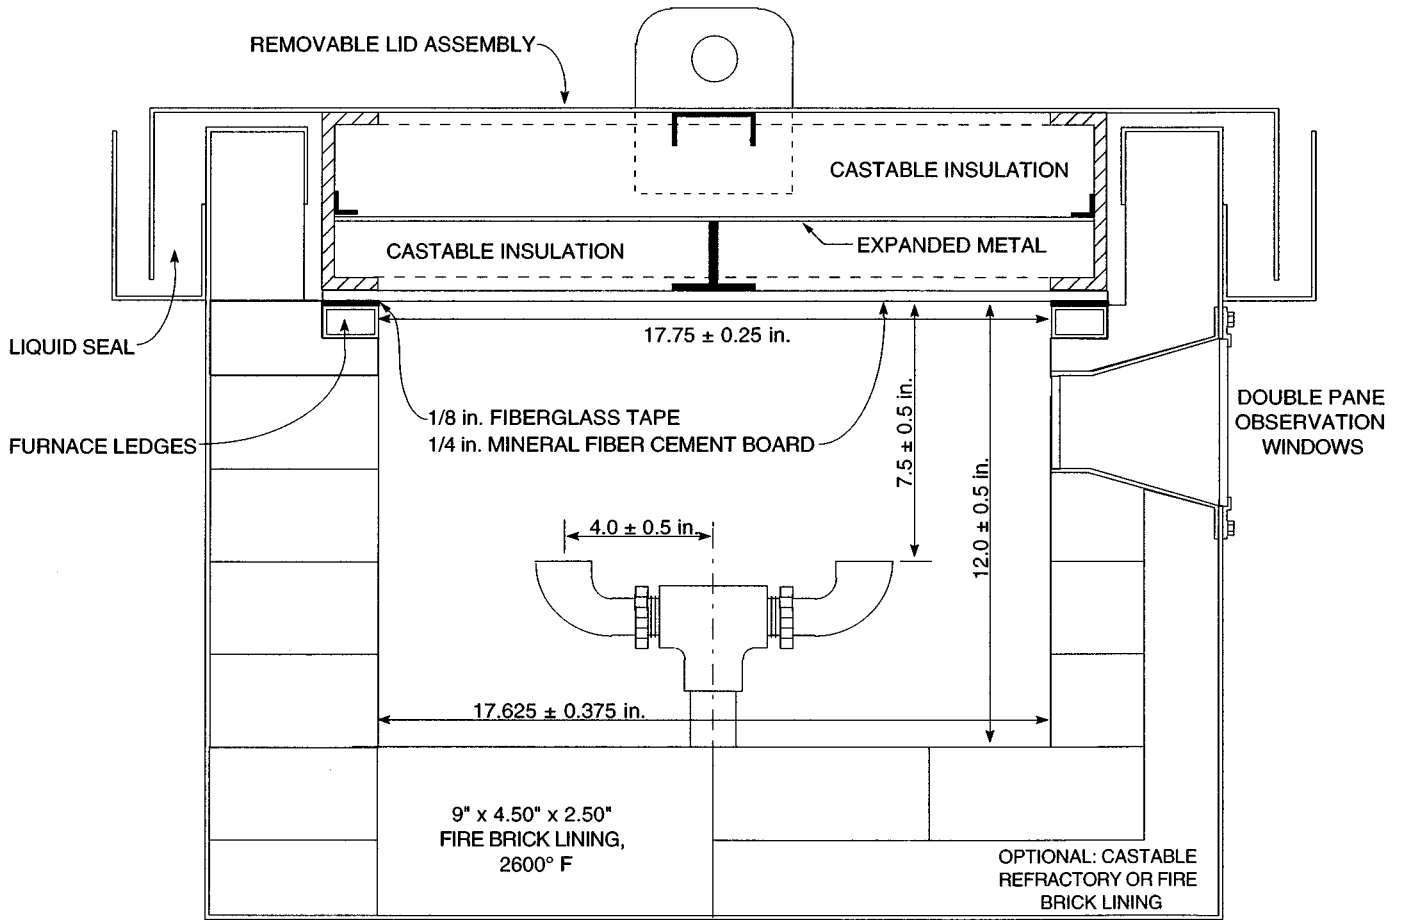 REMOVABLE LID ASSEMBLY
CASTABLE INSULATION
CASTABLE INSULATION
EXPANDED METAL
17.75 ± 0.25 in.
LIQUID SEAL
1/8 in. FIBERGLASS TAPE
1/4 in. MINERAL FIBER CEMENT BOARD
FURNACE LEDGES
7.5 ± 0.5 in.
12.0 ± 0.5 in.
DOUBLE PANE
OBSERVATION
WINDOWS
4.0 ± 0.5 in.
17.625 ± 0.375 in.
9" x 4.50" x 2.50"
FIRE BRICK LINING,
2600° F
OPTIONAL: CASTABLE
REFRACTORY OR FIRE
BRICK LINING